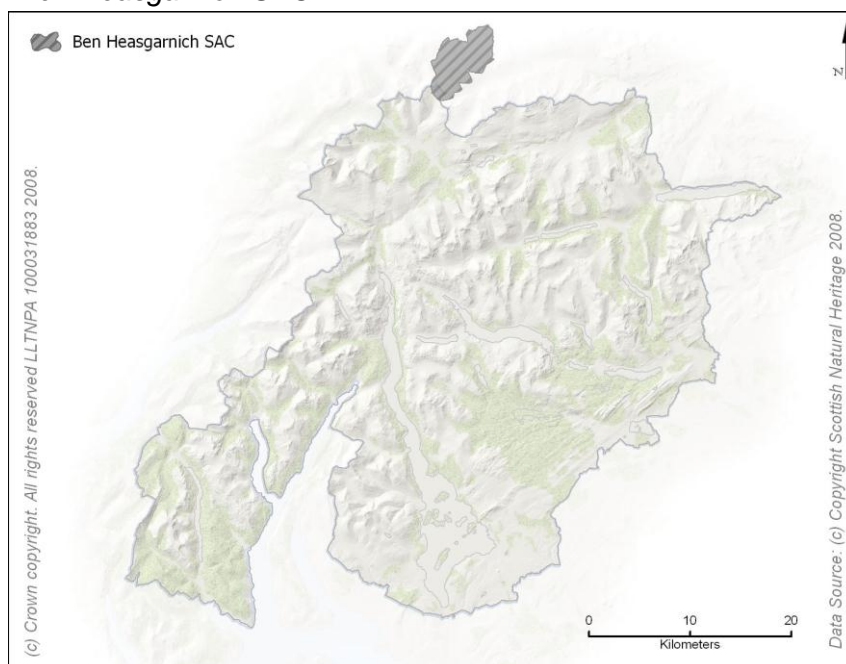 Ben Heasgarnich SAC
N
(c) Crown copyright. All rights reserved LLTNPA 100031883 2008.
Data Source: (c) Copyright Scottish Natural Heritage 2008.
0 10 20
Kilometers